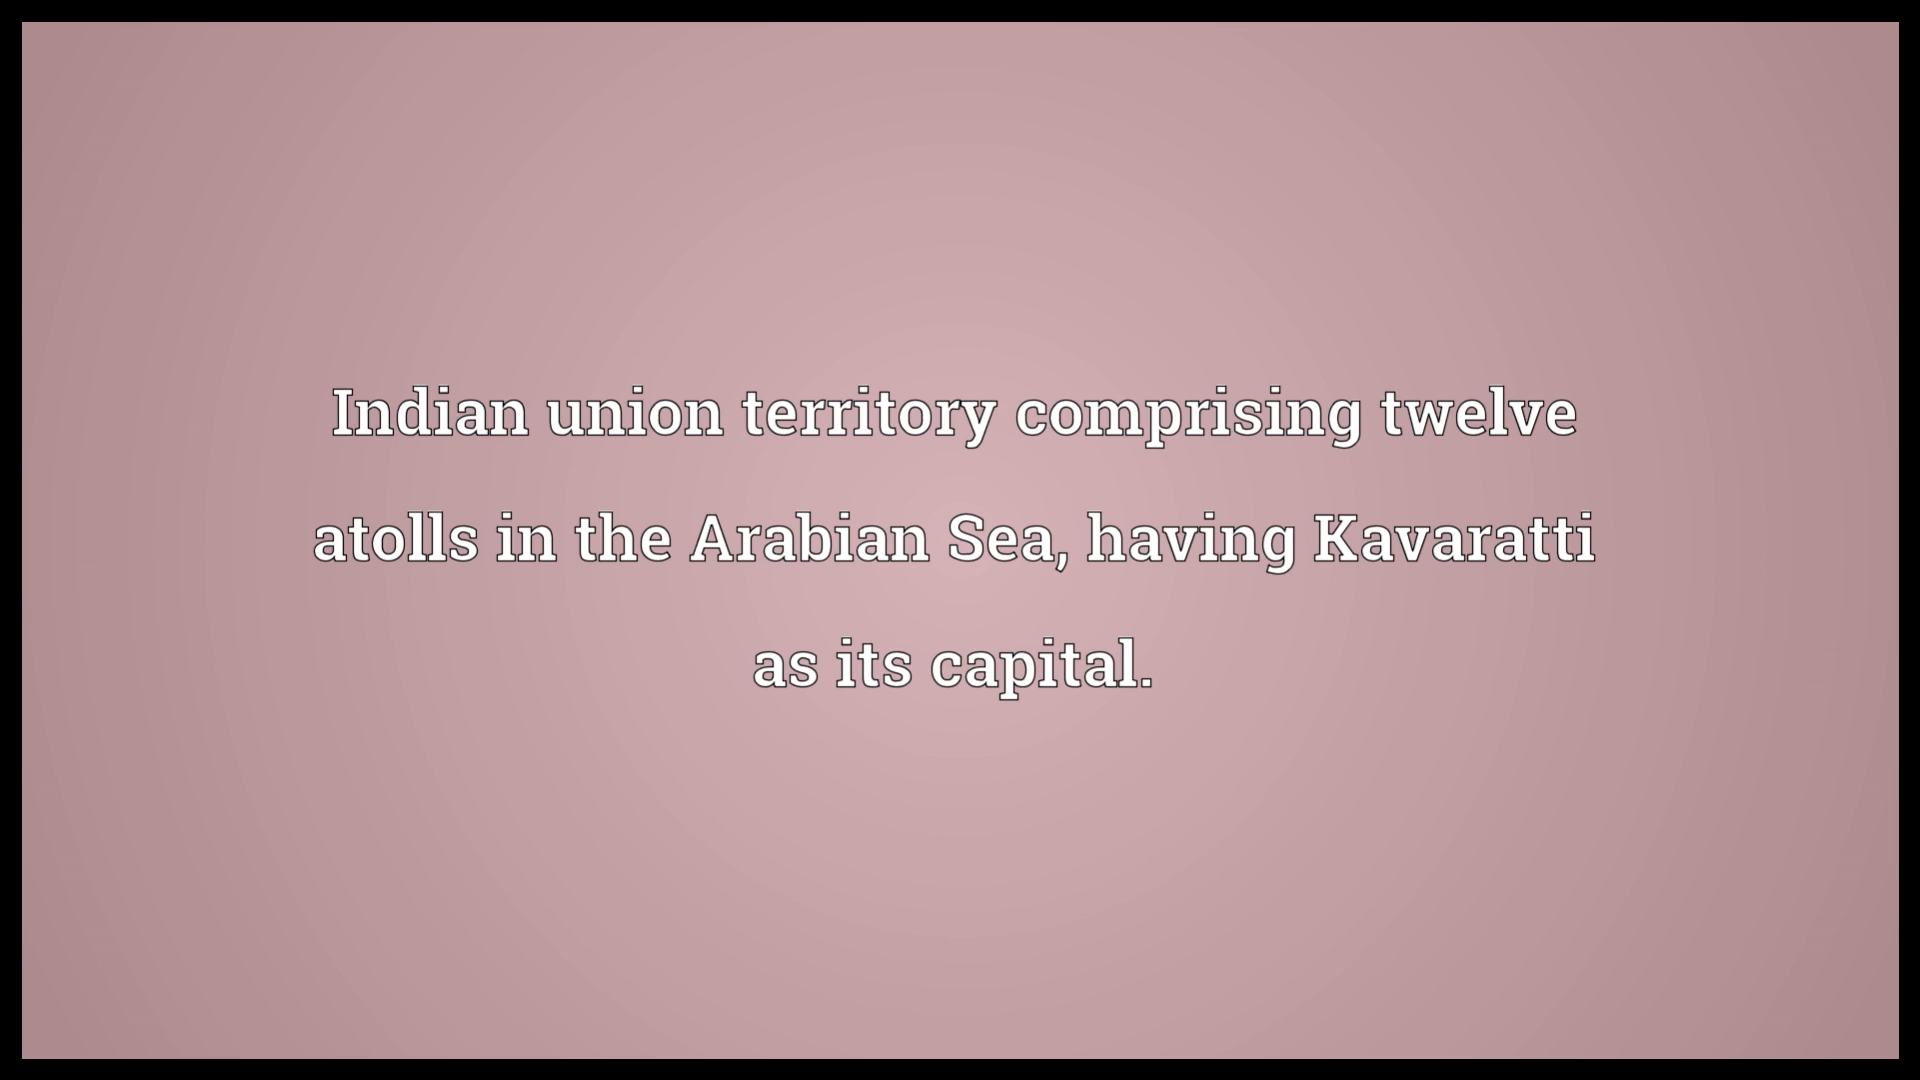 Indian union territory comprising twelve
atolls in the Arabian Sea, having Kavaratti
as its capital.